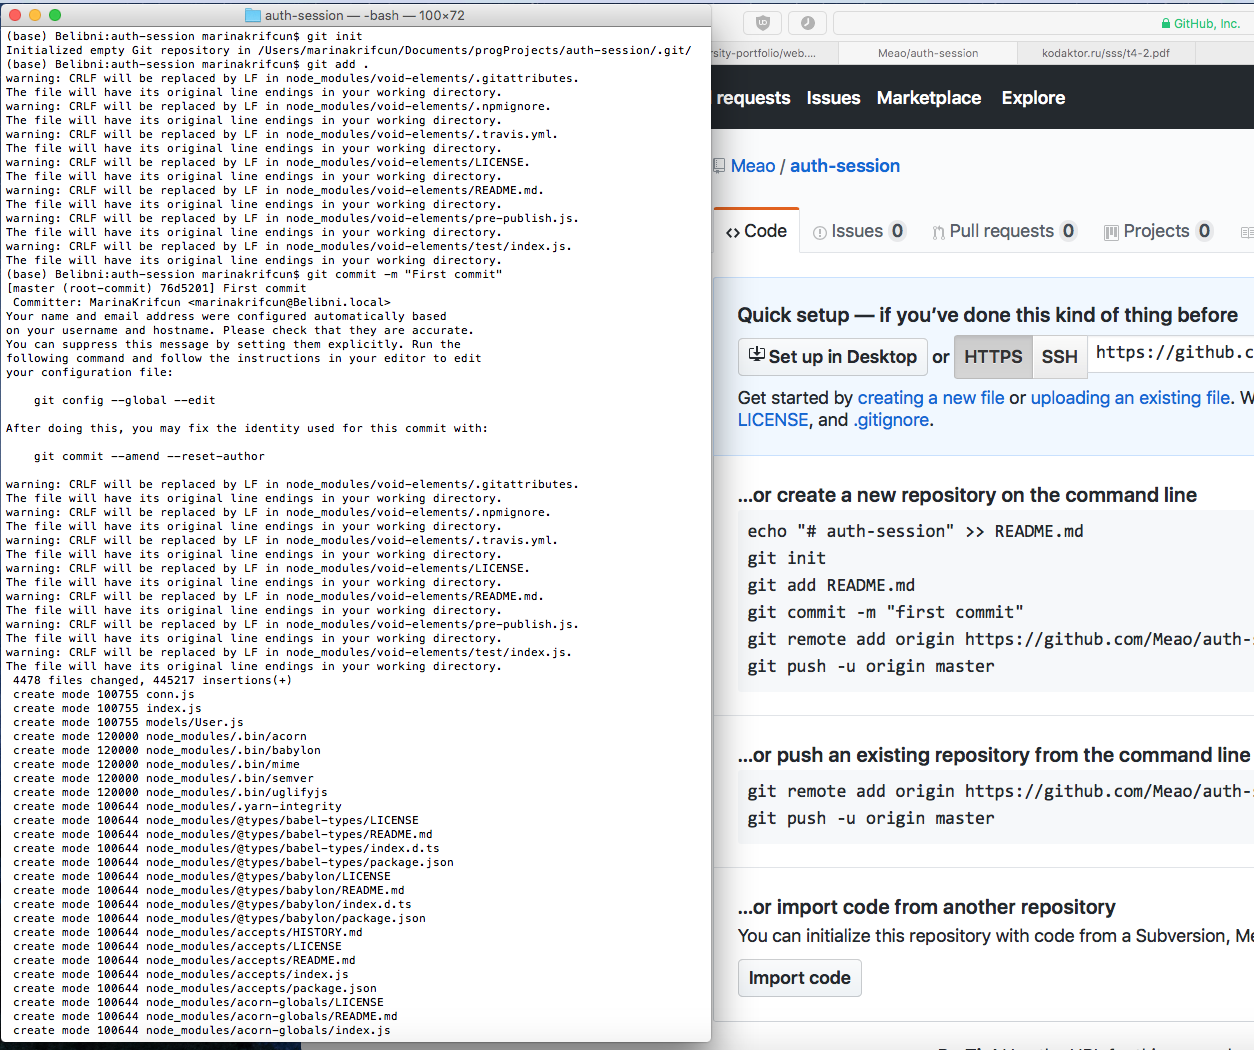 auth-session — -bash — 100×72
(base) Belibni:auth-session marinakrifcun$ git init
Initialized empty Git repository in /Users/marinakrifcun/Documents/progProjects/auth-session/.git/
(base) Belibni:auth-session marinakrifcun$ git add .
warning: CRLF will be replaced by LF in node_modules/void-elements/.gitattributes.
The file will have its original line endings in your working directory.
warning: CRLF will be replaced by LF in node_modules/void-elements/.npmignore.
The file will have its original line endings in your working directory.
warning: CRLF will be replaced by LF in node_modules/void-elements/.travis.yml.
The file will have its original line endings in your working directory.
warning: CRLF will be replaced by LF in node_modules/void-elements/LICENSE.
The file will have its original line endings in your working directory.
warning: CRLF will be replaced by LF in node_modules/void-elements/README.md.
The file will have its original line endings in your working directory.
warning: CRLF will be replaced by LF in node_modules/void-elements/pre-publish.js.
The file will have its original line endings in your working directory.
warning: CRLF will be replaced by LF in node_modules/void-elements/test/index.js.
The file will have its original line endings in your working directory.
(base) Belibni:auth-session marinakrifcun$ git commit -m "First commit"
[master (root-commit) 76d5201] First commit
Committer: MarinaKrifcun <marinakrifcun@Belibni.local>
Your name and email address were configured automatically based
on your username and hostname. Please check that they are accurate.
You can suppress this message by setting them explicitly. Run the
following command and follow the instructions in your editor to edit
your configuration file:
git config --global --edit
After doing this, you may fix the identity used for this commit with:
git commit --amend --reset-author
warning: CRLF will be replaced by LF in node_modules/void-elements/.gitattributes.
The file will have its original line endings in your working directory.
warning: CRLF will be replaced by LF in node_modules/void-elements/.npmignore.
The file will have its original line endings in your working directory.
warning: CRLF will be replaced by LF in node_modules/void-elements/.travis.yml.
The file will have its original line endings in your working directory.
warning: CRLF will be replaced by LF in node_modules/void-elements/LICENSE.
The file will have its original line endings in your working directory.
warning: CRLF will be replaced by LF in node_modules/void-elements/README.md.
The file will have its original line endings in your working directory.
warning: CRLF will be replaced by LF in node_modules/void-elements/pre-publish.js.
The file will have its original line endings in your working directory.
warning: CRLF will be replaced by LF in node_modules/void-elements/test/index.js.
The file will have its original line endings in your working directory.
4478 files changed, 445217 insertions(+)
create mode 100755 conn.js
create mode 100755 index.js
create mode 100755 models/User.js
create mode 120000 node_modules/.bin/acorn
create mode 120000 node_modules/.bin/babylon
create mode 120000 node_modules/.bin/mime
create mode 120000 node_modules/.bin/semver
create mode 120000 node_modules/.bin/uglifyjs
create mode 100644 node_modules/.yarn-integrity
create mode 100644 node_modules/@types/babel-types/LICENSE
create mode 100644 node_modules/@types/babel-types/README.md
create mode 100644 node_modules/@types/babel-types/index.d.ts
create mode 100644 node_modules/@types/babel-types/package.json
create mode 100644 node_modules/@types/babylon/LICENSE
create mode 100644 node_modules/@types/babylon/README.md
create mode 100644 node_modules/@types/babylon/index.d.ts
create mode 100644 node_modules/@types/babylon/package.json
create mode 100644 node_modules/accepts/HISTORY.md
create mode 100644 node_modules/accepts/LICENSE
create mode 100644 node_modules/accepts/README.md
create mode 100644 node_modules/accepts/index.js
create mode 100644 node_modules/accepts/package.json
create mode 100644 node_modules/acorn-globals/LICENSE
create mode 100644 node_modules/acorn-globals/README.md
create mode 100644 node_modules/acorn-globals/index.js
GitHub, Inc.
rsity-portfolio/web.... Meao/auth-session kodaktor.ru/sss/t4-2.pdf
requests Issues Marketplace Explore
Meao / auth-session
Code Issues 0 Pull requests 0 Projects 0
Quick setup — if you’ve done this kind of thing before
Set up in Desktop or HTTPS SSH https://github.c
Get started by creating a new file or uploading an existing file. W
LICENSE, and .gitignore.
...or create a new repository on the command line
echo "# auth-session" >> README.md
git init
git add README.md
git commit -m "first commit"
git remote add origin https://github.com/Meao/auth-
git push -u origin master
...or push an existing repository from the command line
git remote add origin https://github.com/Meao/auth-
git push -u origin master
...or import code from another repository
You can initialize this repository with code from a Subversion, Me
Import code